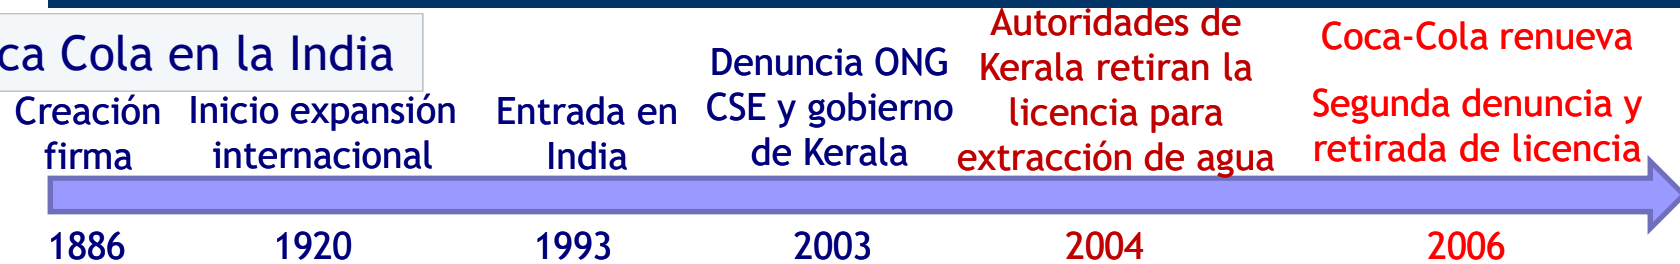 ca Cola en la India
Creación
firma
Inicio expansión
internacional
Entrada en
India
Denuncia ONG
CSE y gobierno
de Kerala
Autoridades de
Kerala retiran la
licencia para
extracción de agua
Coca-Cola renueva
Segunda denuncia y
retirada de licencia
1886
1920
1993
2003
2004
2006